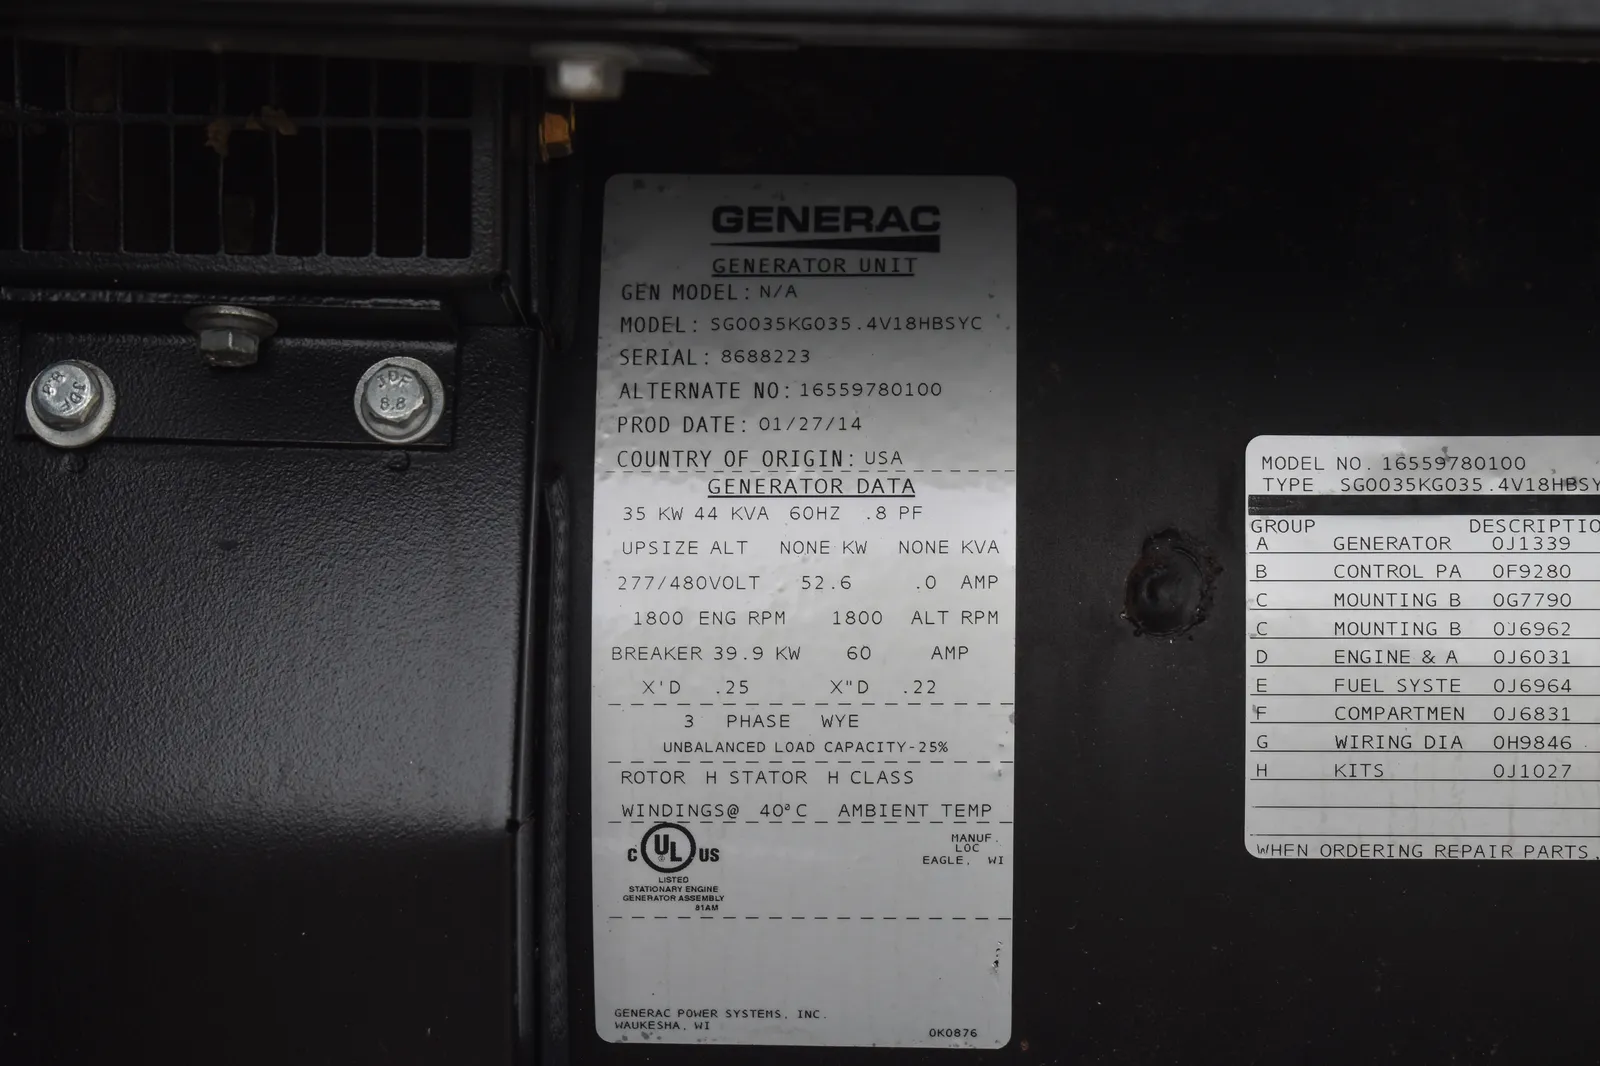 GENERAC
GENERATOR UNIT
GEN MODEL: N/A
MODEL: SG0035KG035.4V18HBSYC
SERIAL: 8688223
ALTERNATE NO: 16559780100
PROD DATE: 01/27/14
COUNTRY OF ORIGIN: USA
GENERATOR DATA
35 KW 44 KVA 60HZ .8 PF
UPSIZE ALT NONE KW NONE KVA
277/480VOLT 52.6 .0 AMP
1800 ENG RPM 1800 ALT RPM
BREAKER 39.9 KW 60 AMP
X'D .25 X"D .22
3 PHASE WYE
UNBALANCED LOAD CAPACITY-25%
ROTOR H STATOR H CLASS
WINDINGS@ 40°C AMBIENT TEMP
C UL US
LISTED
STATIONARY ENGINE
GENERATOR ASSEMBLY
81AM
MANUF.
LOC
EAGLE, WI
GENERAC POWER SYSTEMS, INC.
WAUKESHA, WI
0K0876
MODEL NO. 16559780100
TYPE SG0035KG035.4V18HBSY
GROUP DESCRIPTIO
A GENERATOR 0J1339
B CONTROL PA 0F9280
C MOUNTING B 0G7790
C MOUNTING B 0J6962
D ENGINE & A 0J6031
E FUEL SYSTE 0J6964
F COMPARTMEN 0J6831
G WIRING DIA 0H9846
H KITS 0J1027
WHEN ORDERING REPAIR PARTS,
JDF
8.8
JDF
8.8